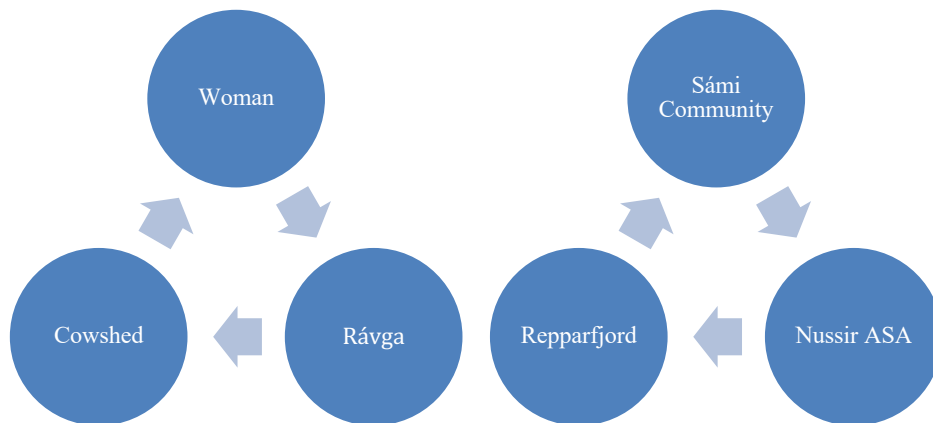 Woman
Sámi
Community
Cowshed
Rávga
Repparfjord
Nussir ASA